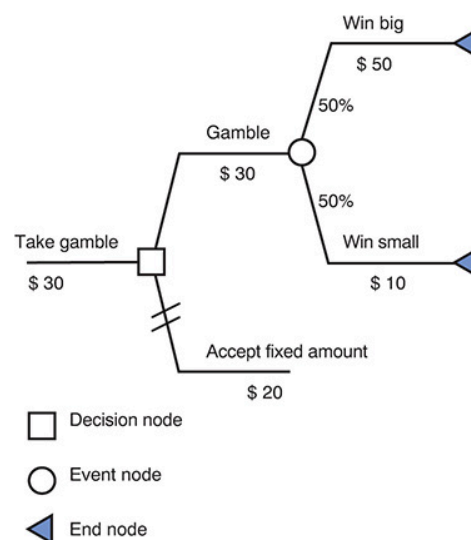 Win big
$ 50
50%
Gamble
$ 30
50%
Take gamble
$ 30
Win small
$ 10
Accept fixed amount
$ 20
Decision node
Event node
End node